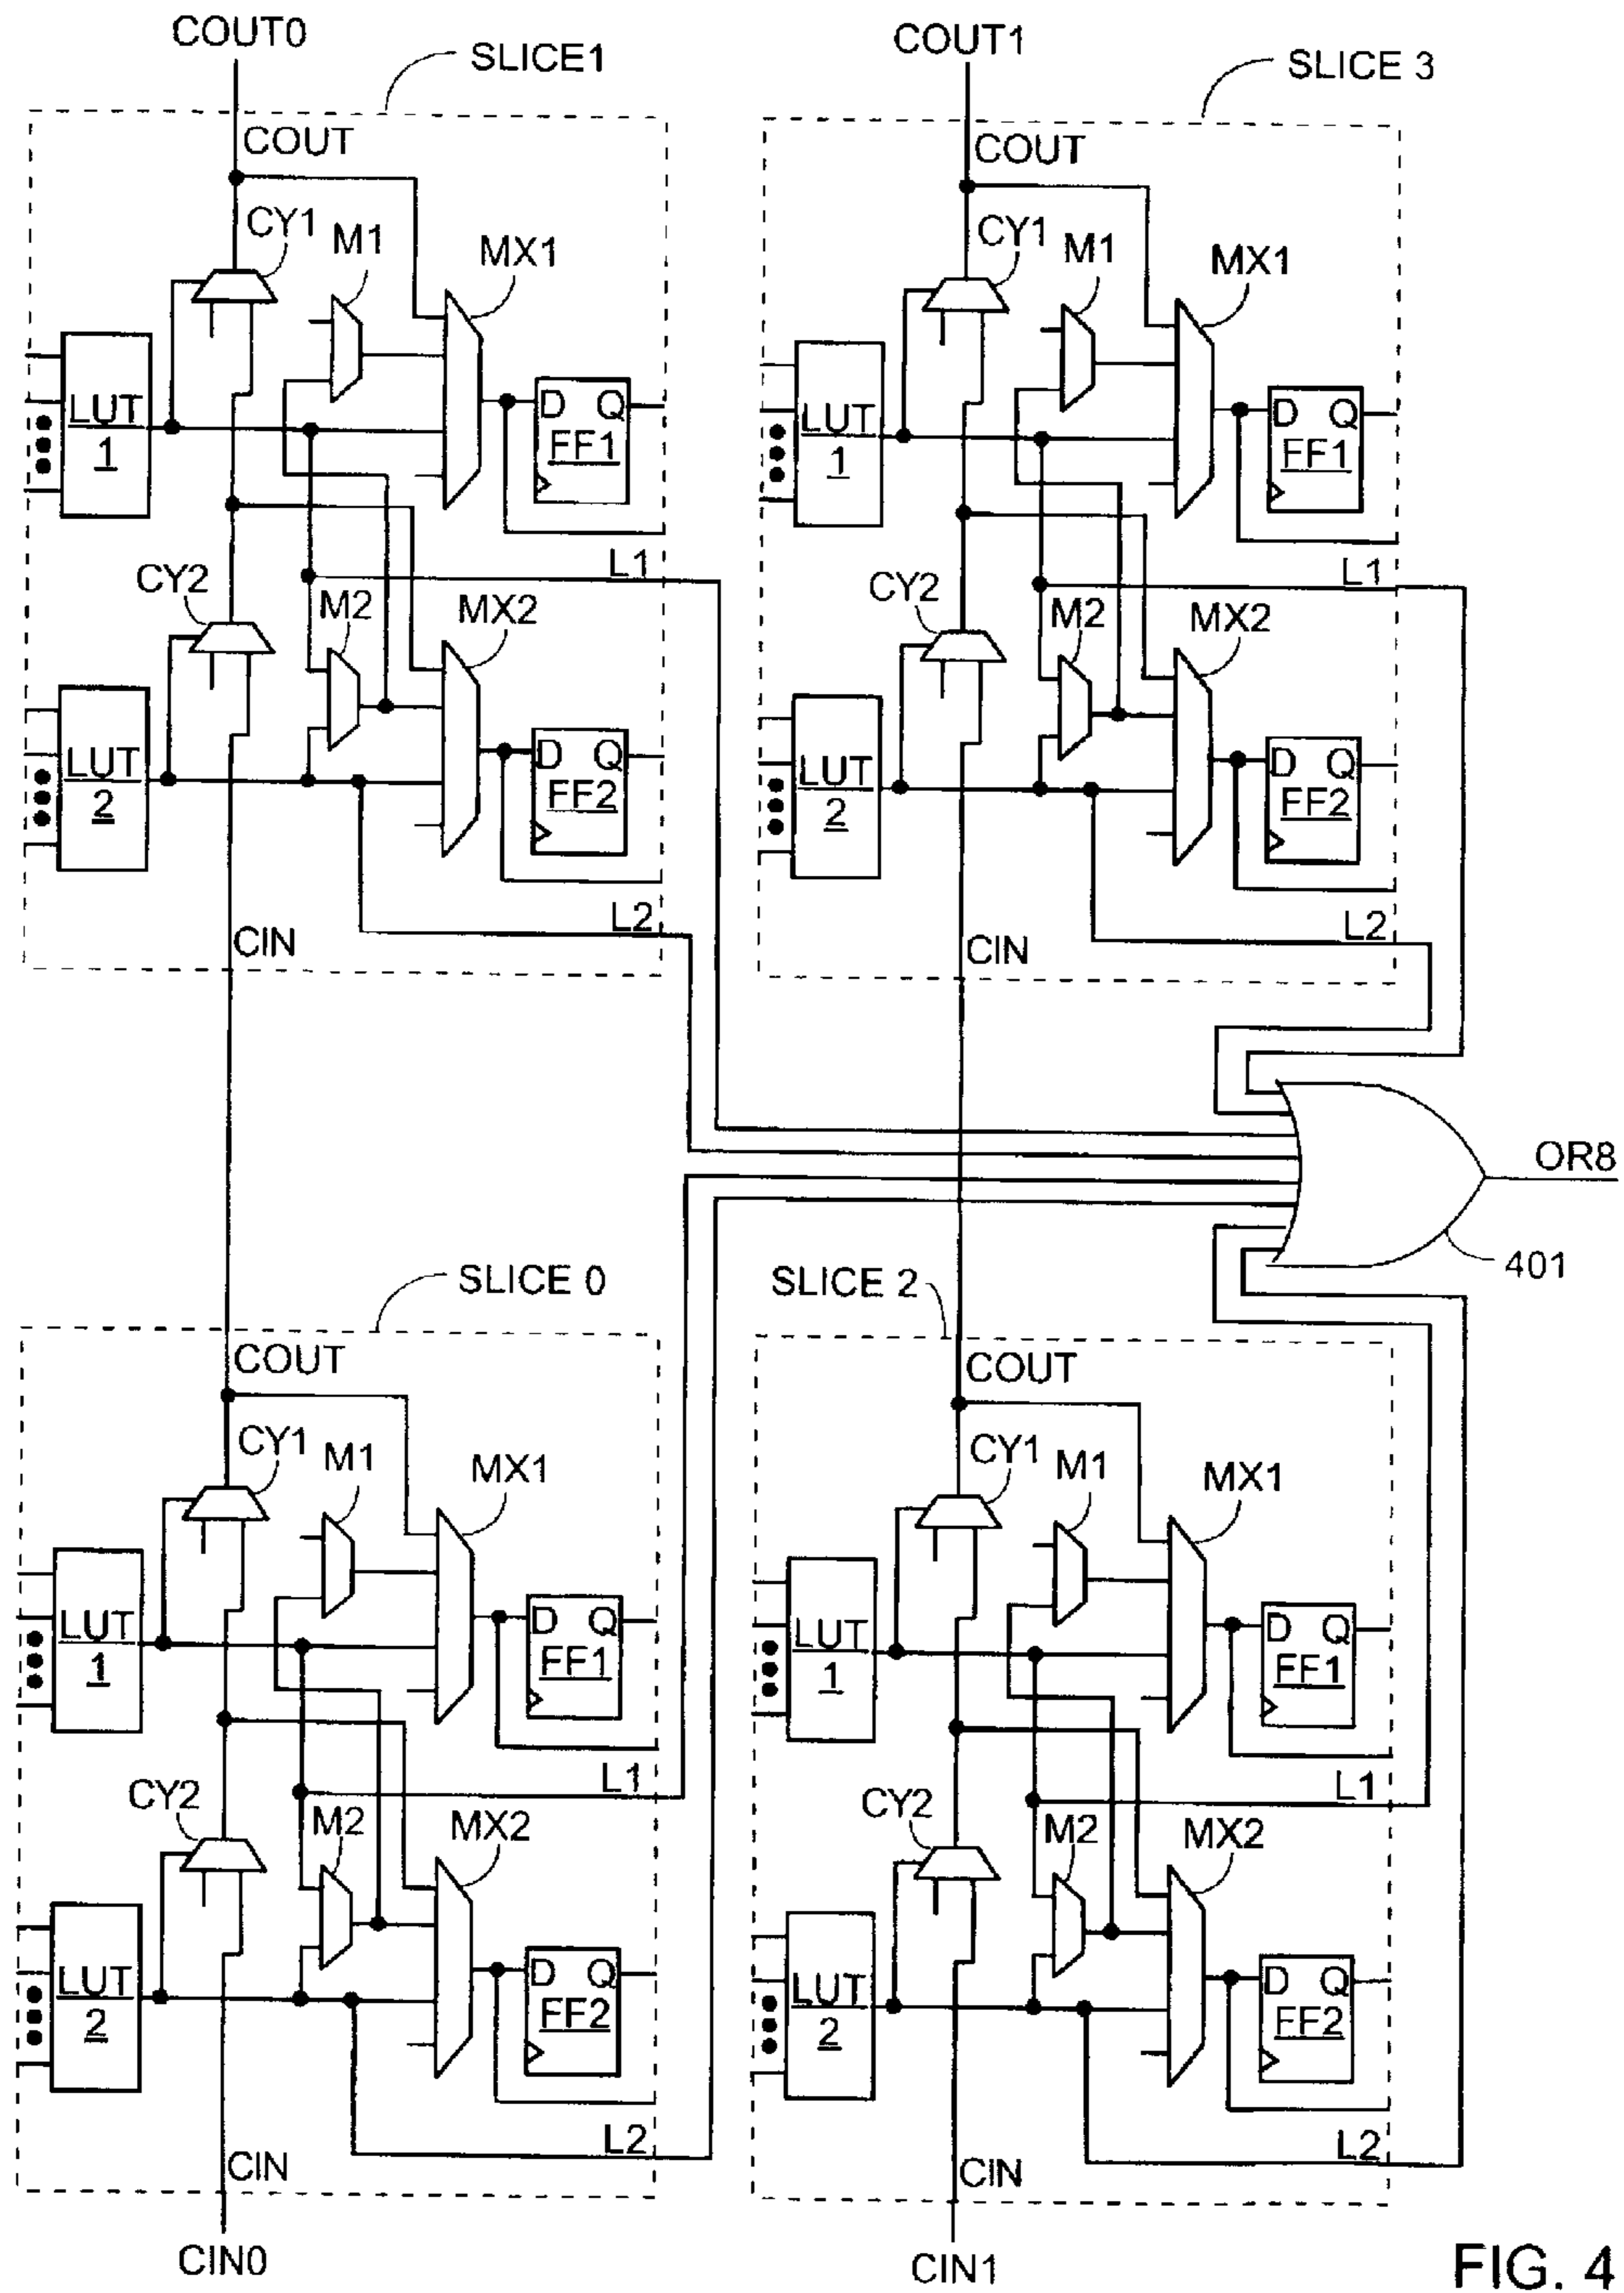 COUT0
SLICE1
COUT
CY1
M1
MX1
LUT
1
D Q
FF1
L1
CY2
M2
MX2
LUT
2
D Q
FF2
L2
CIN
COUT1
SLICE 3
COUT
CY1
M1
MX1
LUT
1
D Q
FF1
L1
CY2
M2
MX2
LUT
2
D Q
FF2
L2
CIN
OR8
401
SLICE 0
COUT
CY1
M1
MX1
LUT
1
D Q
FF1
L1
CY2
M2
MX2
LUT
2
D Q
FF2
L2
CIN
CIN0
SLICE 2
COUT
CY1
M1
MX1
LUT
1
D Q
FF1
L1
CY2
M2
MX2
LUT
2
D Q
FF2
L2
CIN
CIN1
FIG. 4